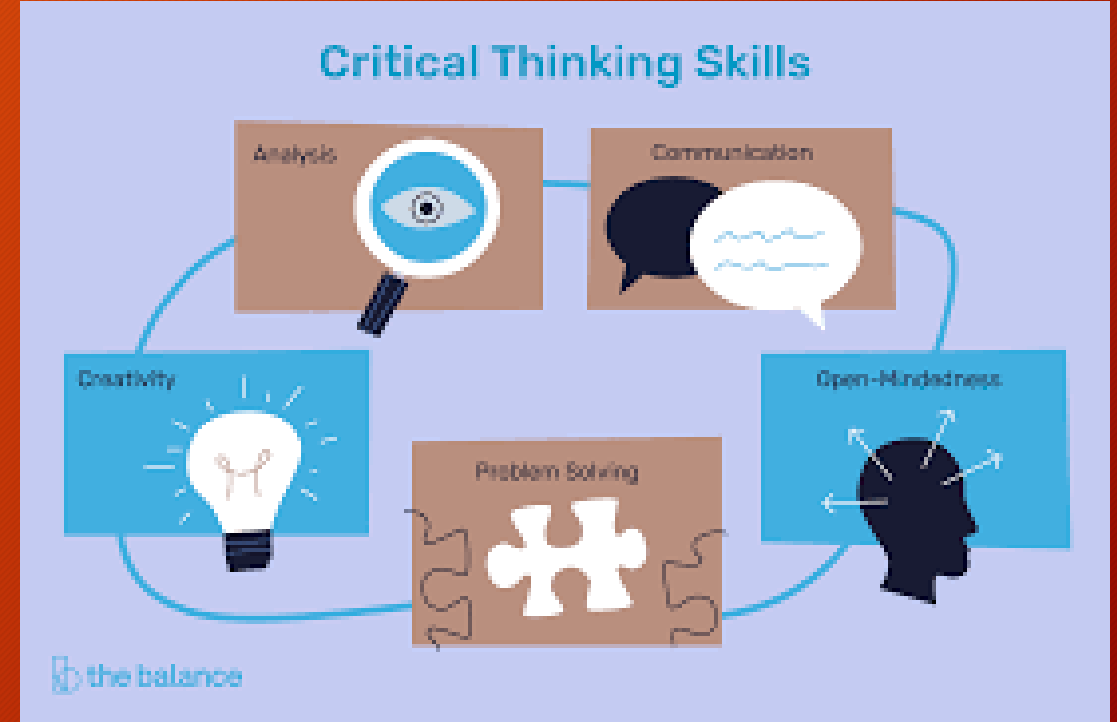 Critical Thinking Skills
Analysis
Communication
Creativity
Open-Mindedness
Problem Solving
the balance